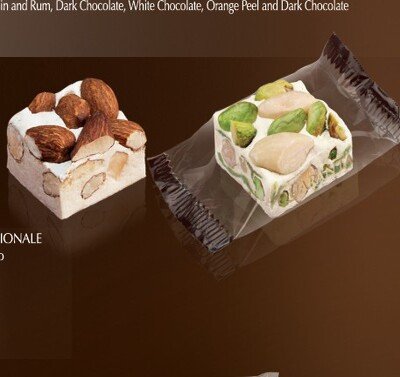 in and Rum, Dark Chocolate, White Chocolate, Orange Peel and Dark Chocolate
IONALE